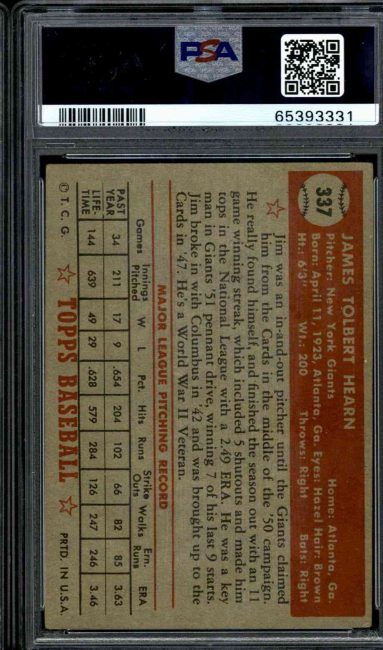 PSA
65393331
337
JAMES TOLBERT HEARN
Pitcher: New York Giants Home: Atlanta, Ga.
Born: April 11, 1923, Atlanta, Ga. Eyes: Hazel Hair: Brown
Ht.: 6'3" Wt.: 200 Throws: Right Bats: Right
Jim was an in-and-out pitcher until the Giants claimed
him from the Cards in the middle of the '50 campaign.
He really found himself, and finished the season out with an 11
game winning streak, which included 5 shutouts and made him
tops in the National League with a 2.49 ERA. He was a key
man in Giants '51 pennant drive, winning 7 of his last 9 starts.
Jim broke in with Columbus in '42 and was brought up to the
Cards in '47. He's a World War II Veteran.
MAJOR LEAGUE PITCHING RECORD
Games Innings Pitched W L Pct. Hits Runs Strike Outs Walks Ern. Runs ERA
PAST YEAR 34 211 17 9 .654 204 102 66 82 85 3.63
LIFE-TIME 144 639 49 29 .628 579 284 126 247 246 3.46
© T. C. G. TOPPS BASEBALL PRTD. IN U.S.A.